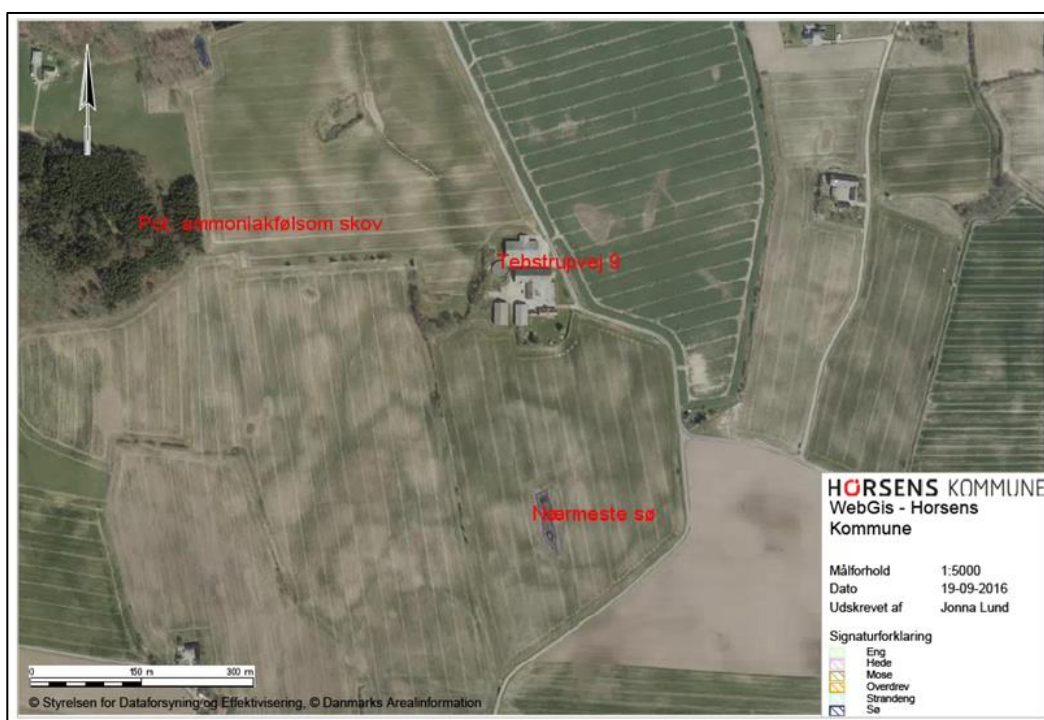 Pot. ammoniakfølsom skov
Tebstrupvej 9
Nærmeste sø
HORSENS KOMMUNE
WebGis - Horsens
Kommune
Målforhold 1:5000
Dato 19-09-2016
Udskrevet af Jonna Lund
Signaturforklaring
Eng
Hede
Mose
Overdrev
Strandeng
Sø
0 150 m 300 m
© Styrelsen for Dataforsyning og Effektivisering, © Danmarks Arealinformation